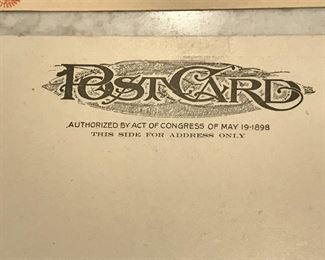 POST CARD
AUTHORIZED BY ACT OF CONGRESS OF MAY 19-1898
THIS SIDE FOR ADDRESS ONLY